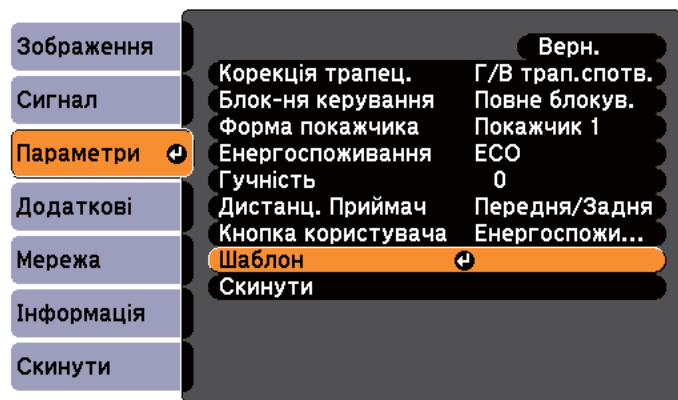 Зображення
Сигнал
Параметри
Додаткові
Мережа
Інформація
Скинути
Верн.
Корекція трапец. Г/В трап.спотв.
Блок-ня керування Повне блокув.
Форма покажчика Покажчик 1
Енергоспоживання ECO
Гучність 0
Дистанц. Приймач Передня/Задня
Кнопка користувача Енергоспожи...
Шаблон
Скинути